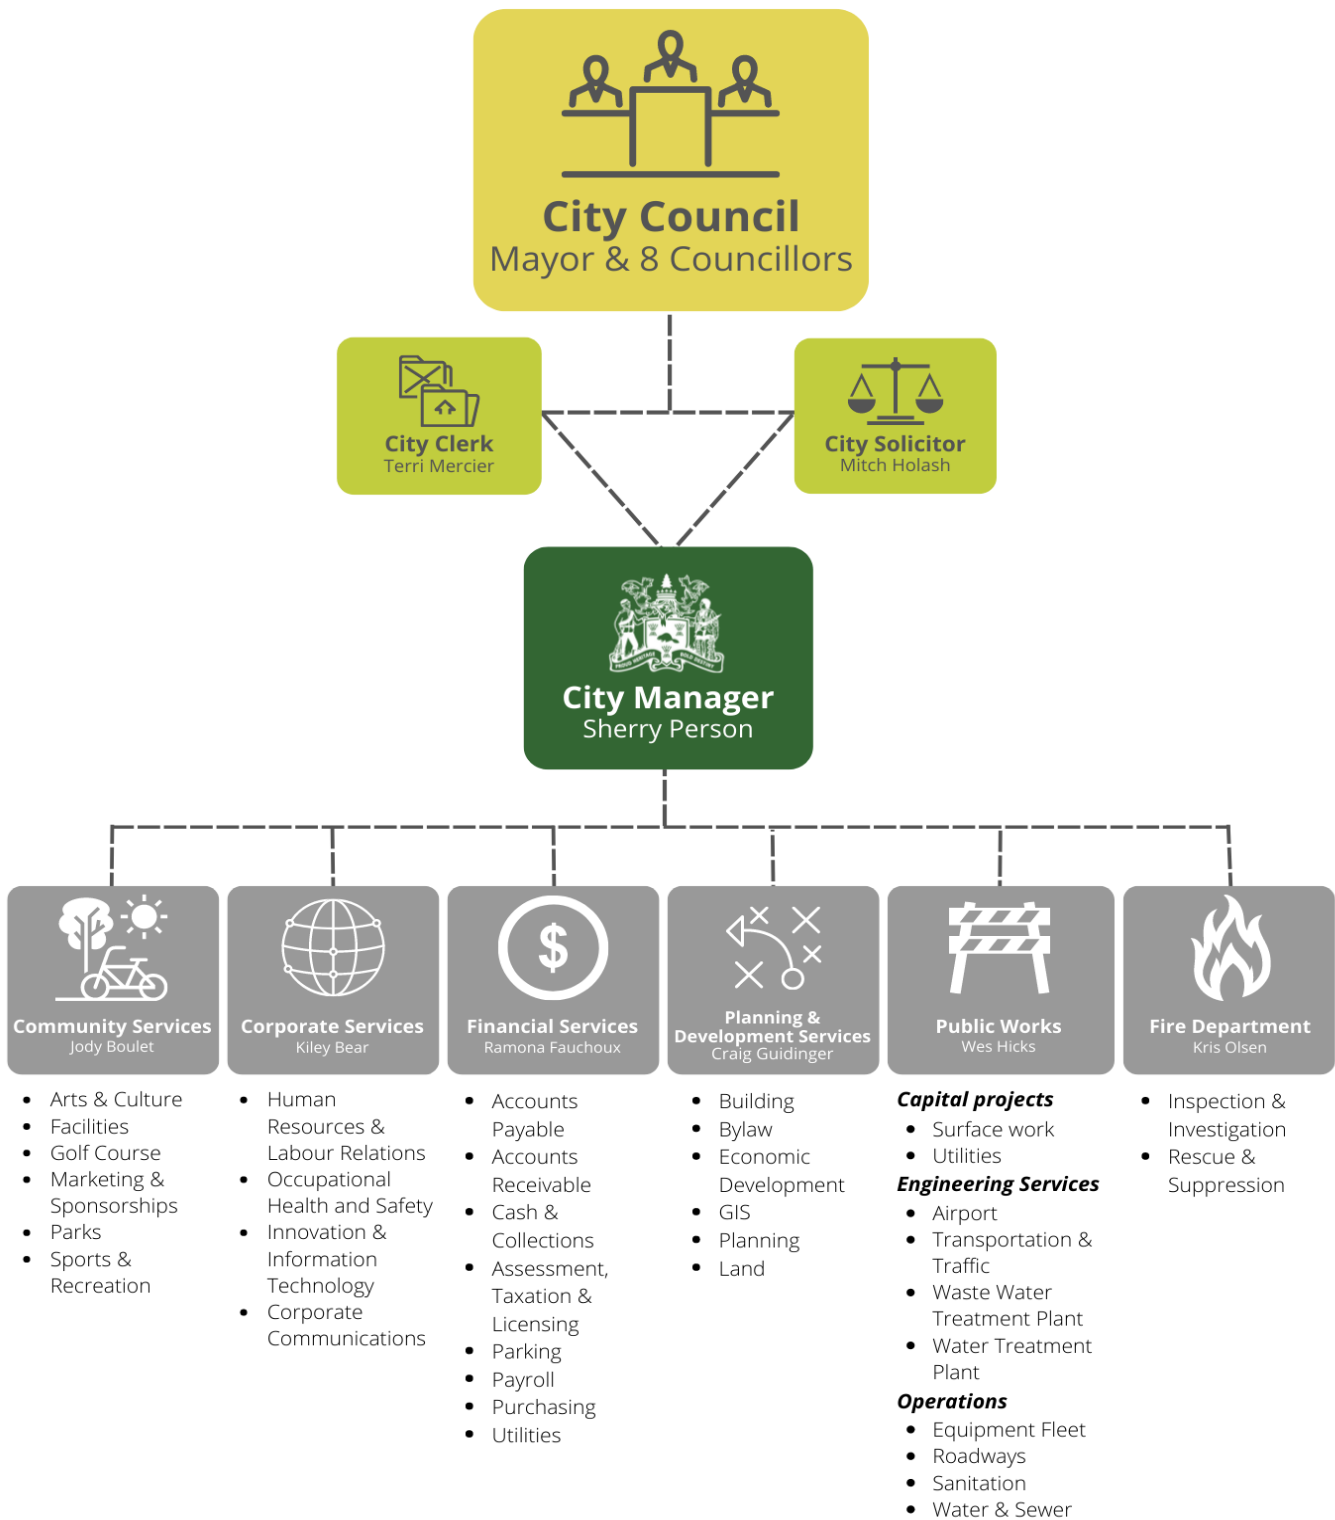 City Council
Mayor & 8 Councillors
City Clerk
Terri Mercier
City Solicitor
Mitch Holash
PROUD HERITAGE
BOLD DESTINY
City Manager
Sherry Person
Community Services
Jody Boulet
Arts & Culture
Facilities
Golf Course
Marketing &
Sponsorships
Parks
Sports &
Recreation
Corporate Services
Kiley Bear
Human
Resources &
Labour Relations
Occupational
Health and Safety
Innovation &
Information
Technology
Corporate
Communications
$
Financial Services
Ramona Fauchoux
Accounts
Payable
Accounts
Receivable
Cash &
Collections
Assessment,
Taxation &
Licensing
Parking
Payroll
Purchasing
Utilities
Planning &
Development Services
Craig Guidinger
Building
Bylaw
Economic
Development
GIS
Planning
Land
Public Works
Wes Hicks
Capital projects
Surface work
Utilities
Engineering Services
Airport
Transportation &
Traffic
Waste Water
Treatment Plant
Water Treatment
Plant
Operations
Equipment Fleet
Roadways
Sanitation
Water & Sewer
Fire Department
Kris Olsen
Inspection &
Investigation
Rescue &
Suppression